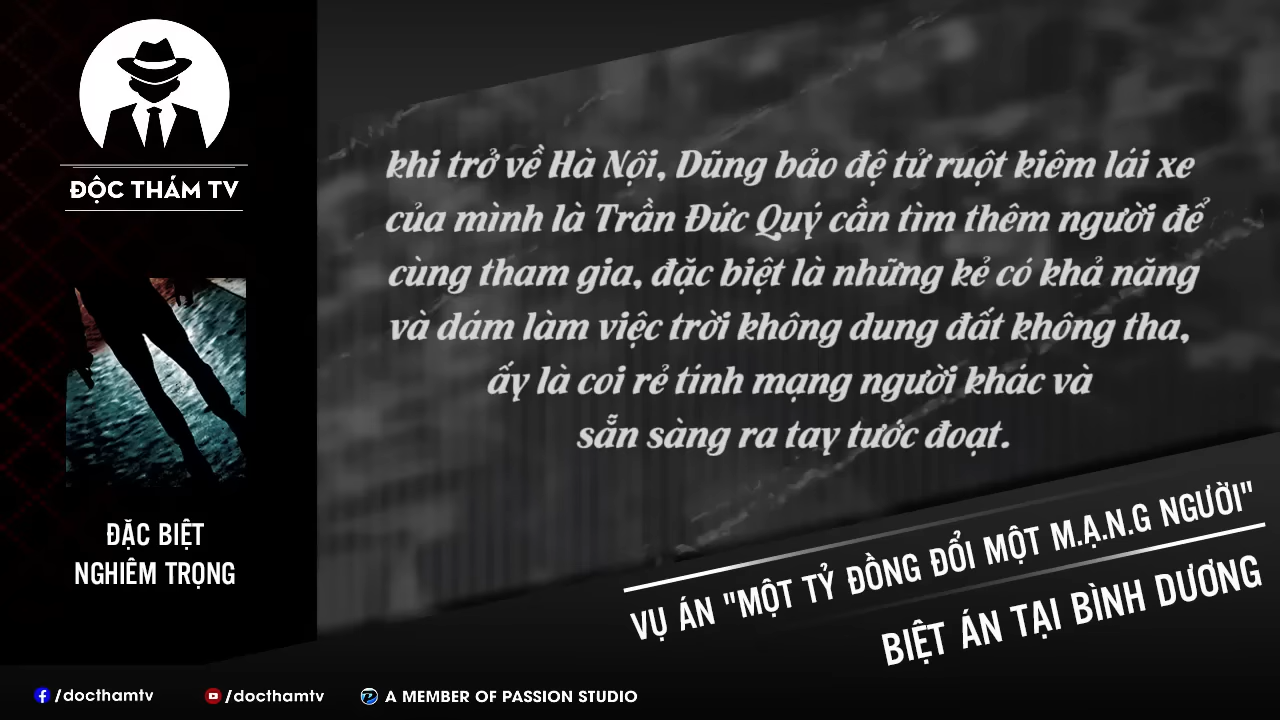 ĐỘC THÁM TV
ĐẶC BIỆT
NGHIÊM TRỌNG
khi trở về Hà Nội, Dũng bảo đệ tử ruột kiêm lái xe
của mình là Trần Đức Quý cần tìm thêm người để
cùng tham gia, đặc biệt là những kẻ có khả năng
và dám làm việc trời không dung đất không tha,
ấy là coi rẻ tính mạng người khác và
sẵn sàng ra tay tước đoạt.
VỤ ÁN "MỘT TỶ ĐỒNG ĐỔI MỘT M.Ạ.N.G NGƯỜI"
BIỆT ÁN TẠI BÌNH DƯƠNG
/docthamtv
/docthamtv
A MEMBER OF PASSION STUDIO